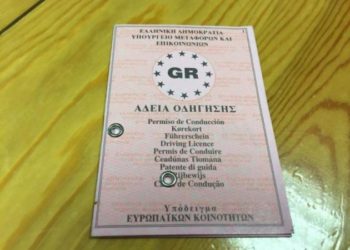 ΕΛΛΗΝΙΚΗ ΔΗΜΟΚΡΑΤΙΑ
ΥΠΟΥΡΓΕΙΟ ΜΕΤΑΦΟΡΩΝ ΚΑΙ
ΕΠΙΚΟΙΝΩΝΙΩΝ
GR
ΑΔΕΙΑ ΟΔΗΓΗΣΗΣ
Permiso de Conducción
Kørekort
Führerschein
Driving Licence
Permis de Conduire
Ceadúnas Tiomána
Patente di guida
de Condução
Υπόδειγμα
ΕΥΡΩΠΑΪΚΩΝ ΚΟΙΝΟΤΗΤΩΝ